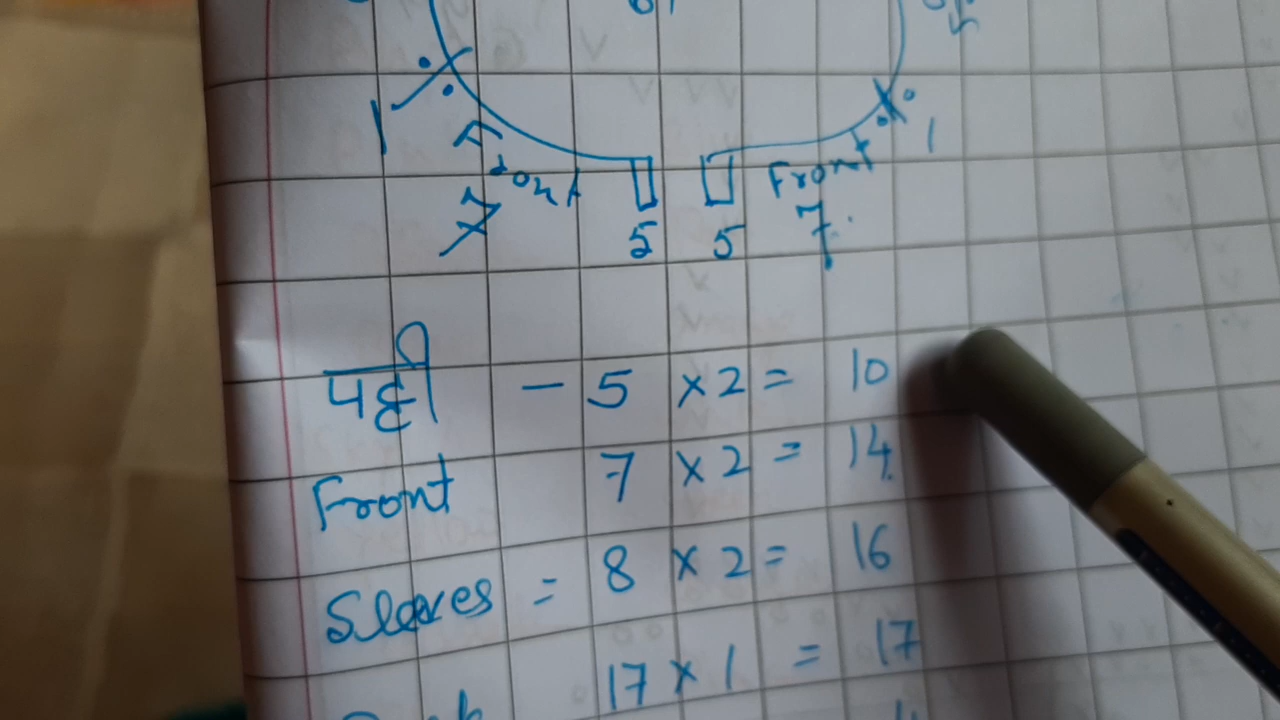 1
Front
Front
1
7
5
5
7
पट्टी - 5 × 2 = 10
Front 7 × 2 = 14
Sleeves = 8 × 2 = 16
17 × 1 = 17